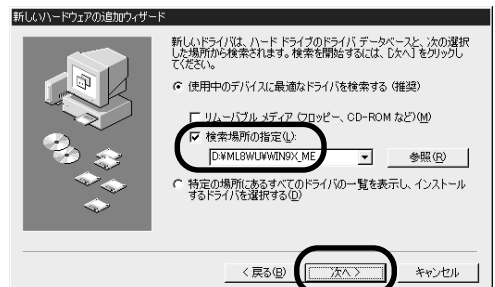 新しいハードウェアの追加ウィザード
新しいドライバは、ハード ドライブのドライバ データベースと、次の選択
した場所から検索されます。検索を開始するには、[次へ] をクリックし
てください。
使用中のデバイスに最適なドライバを検索する (推奨)
リムーバブル メディア (フロッピー、CD-ROM など)(M)
検索場所の指定(L):
D:¥ML8WU¥WIN9X_ME
参照(R)
特定の場所にあるすべてのドライバの一覧を表示し、インストール
するドライバを選択する(D)
< 戻る(B)
次へ >
キャンセル